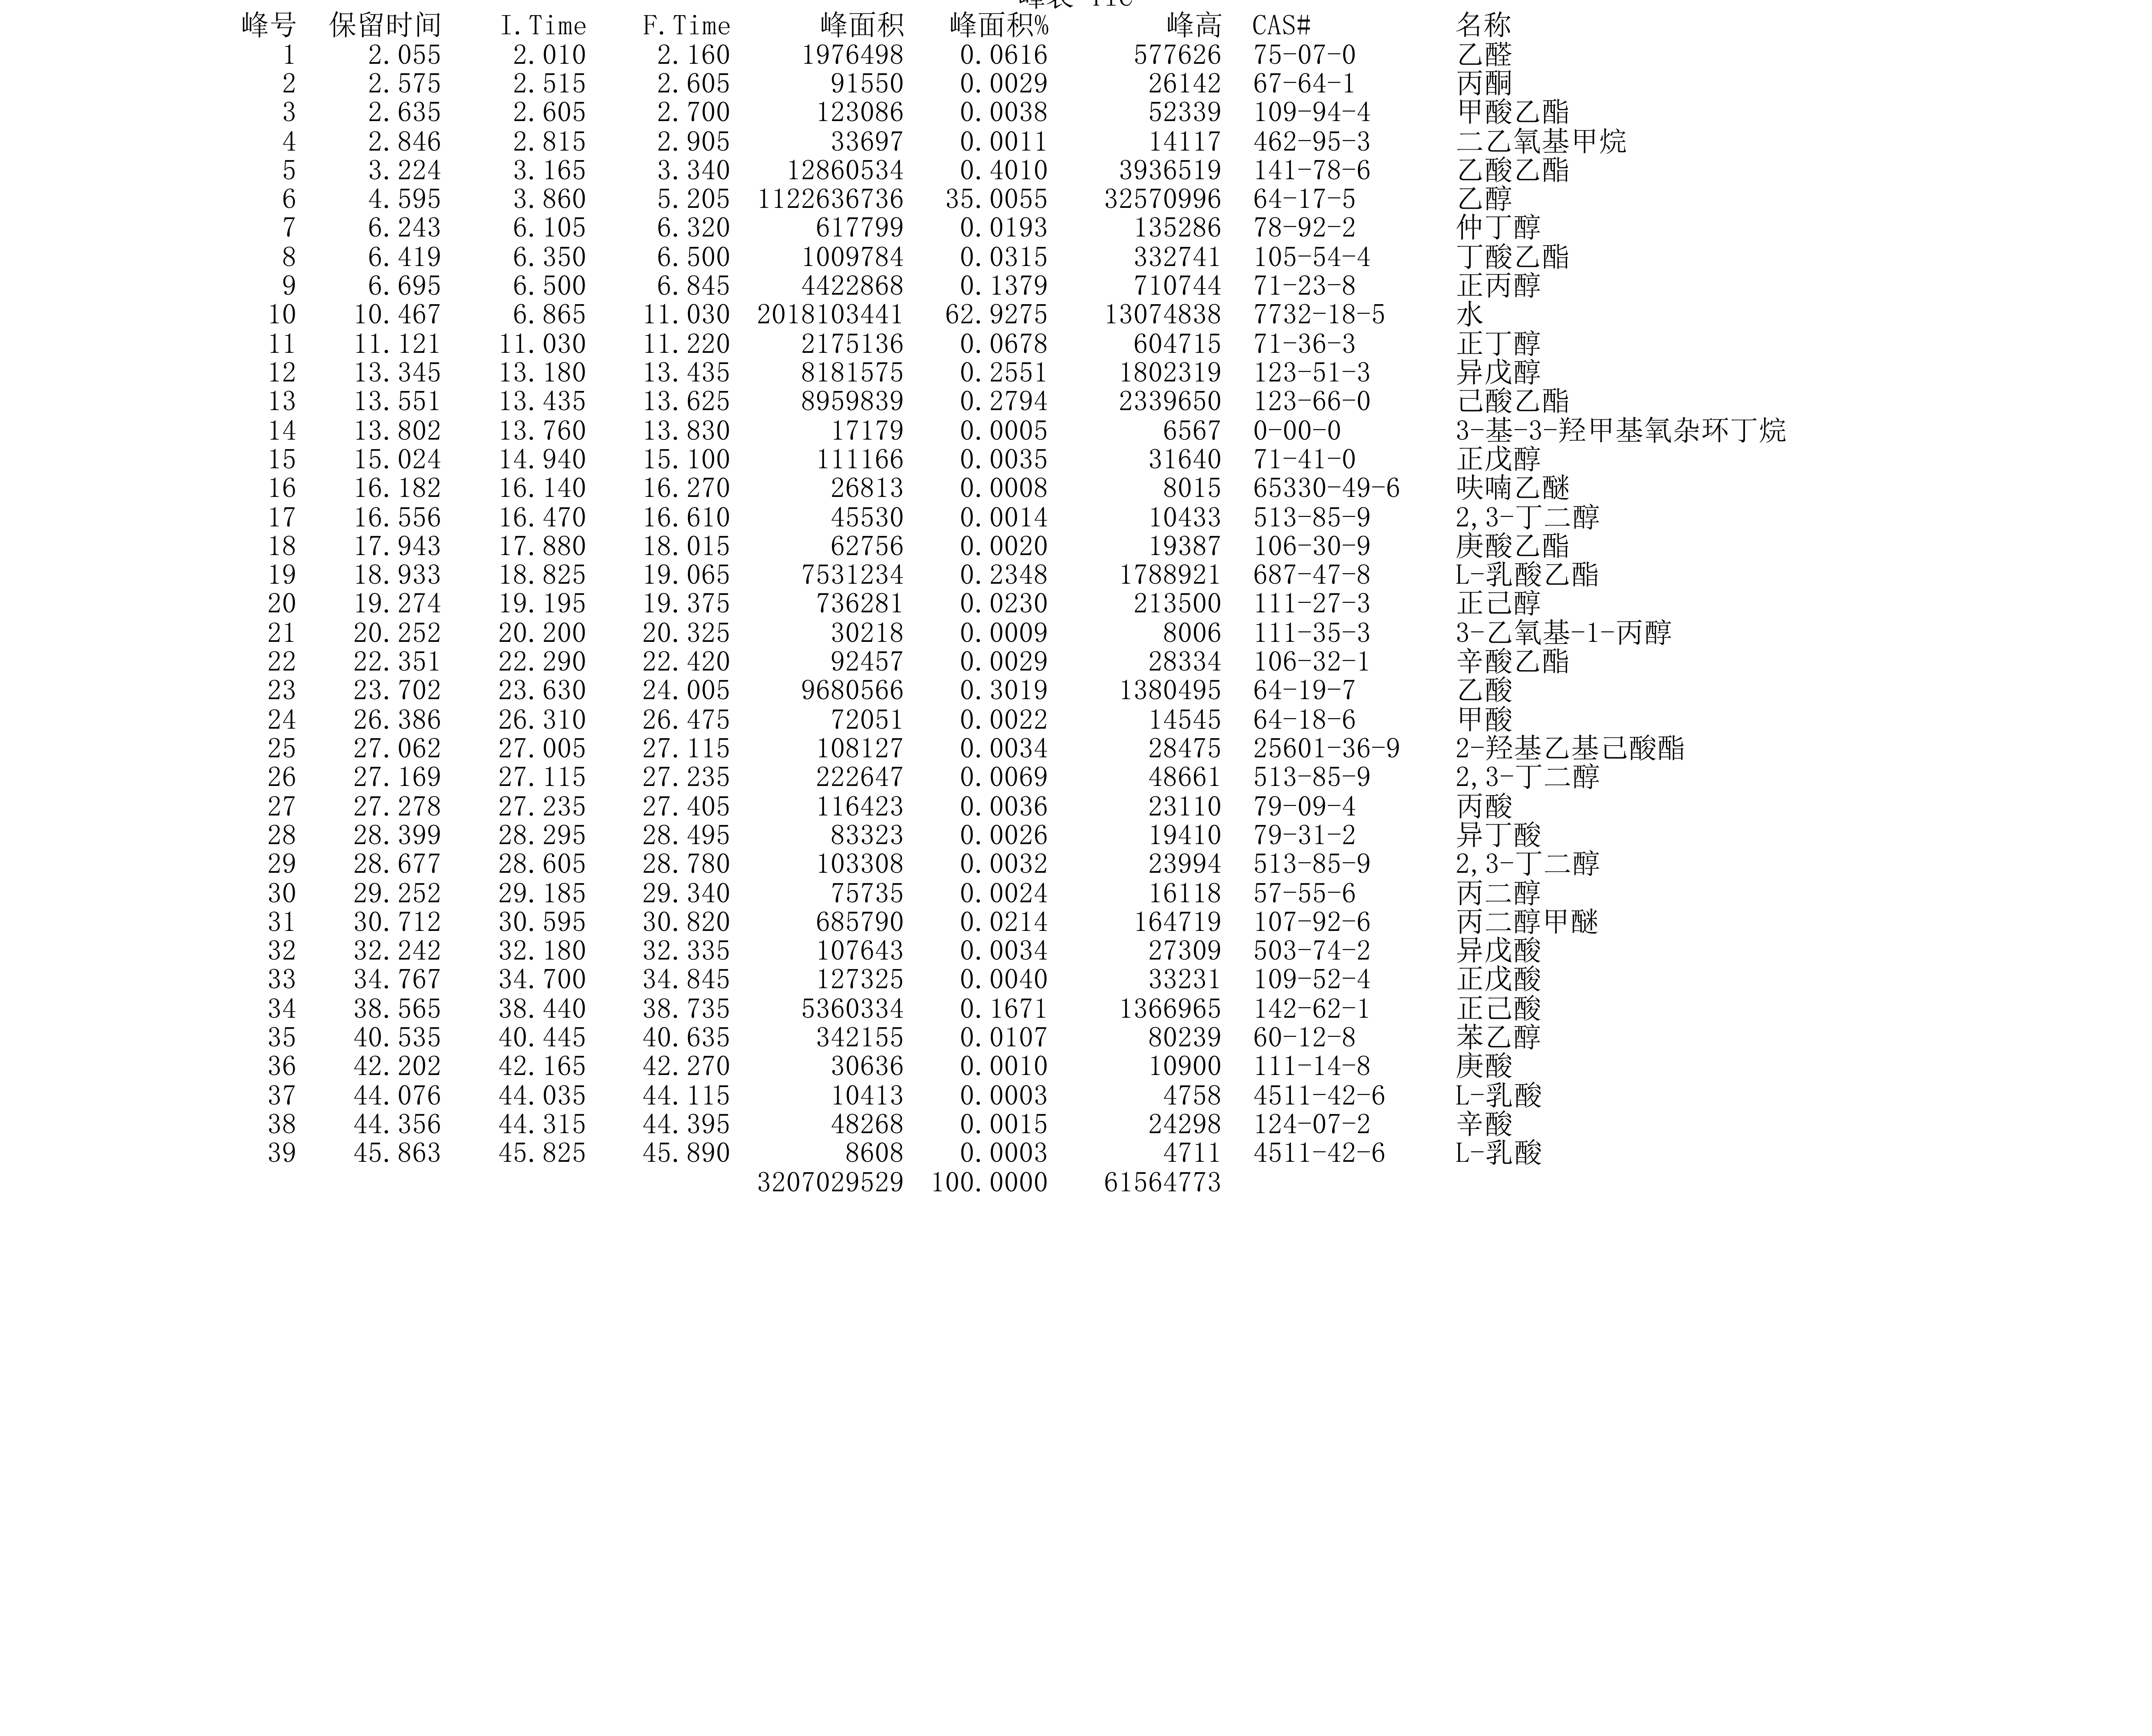 峰表 TIC
峰号 保留时间 I.Time F.Time 峰面积 峰面积% 峰高 CAS# 名称
1 2.055 2.010 2.160 1976498 0.0616 577626 75-07-0 乙醛
2 2.575 2.515 2.605 91550 0.0029 26142 67-64-1 丙酮
3 2.635 2.605 2.700 123086 0.0038 52339 109-94-4 甲酸乙酯
4 2.846 2.815 2.905 33697 0.0011 14117 462-95-3 二乙氧基甲烷
5 3.224 3.165 3.340 12860534 0.4010 3936519 141-78-6 乙酸乙酯
6 4.595 3.860 5.205 1122636736 35.0055 32570996 64-17-5 乙醇
7 6.243 6.105 6.320 617799 0.0193 135286 78-92-2 仲丁醇
8 6.419 6.350 6.500 1009784 0.0315 332741 105-54-4 丁酸乙酯
9 6.695 6.500 6.845 4422868 0.1379 710744 71-23-8 正丙醇
10 10.467 6.865 11.030 2018103441 62.9275 13074838 7732-18-5 水
11 11.121 11.030 11.220 2175136 0.0678 604715 71-36-3 正丁醇
12 13.345 13.180 13.435 8181575 0.2551 1802319 123-51-3 异戊醇
13 13.551 13.435 13.625 8959839 0.2794 2339650 123-66-0 己酸乙酯
14 13.802 13.760 13.830 17179 0.0005 6567 0-00-0 3-基-3-羟甲基氧杂环丁烷
15 15.024 14.940 15.100 111166 0.0035 31640 71-41-0 正戊醇
16 16.182 16.140 16.270 26813 0.0008 8015 65330-49-6 呋喃乙醚
17 16.556 16.470 16.610 45530 0.0014 10433 513-85-9 2,3-丁二醇
18 17.943 17.880 18.015 62756 0.0020 19387 106-30-9 庚酸乙酯
19 18.933 18.825 19.065 7531234 0.2348 1788921 687-47-8 L-乳酸乙酯
20 19.274 19.195 19.375 736281 0.0230 213500 111-27-3 正己醇
21 20.252 20.200 20.325 30218 0.0009 8006 111-35-3 3-乙氧基-1-丙醇
22 22.351 22.290 22.420 92457 0.0029 28334 106-32-1 辛酸乙酯
23 23.702 23.630 24.005 9680566 0.3019 1380495 64-19-7 乙酸
24 26.386 26.310 26.475 72051 0.0022 14545 64-18-6 甲酸
25 27.062 27.005 27.115 108127 0.0034 28475 25601-36-9 2-羟基乙基己酸酯
26 27.169 27.115 27.235 222647 0.0069 48661 513-85-9 2,3-丁二醇
27 27.278 27.235 27.405 116423 0.0036 23110 79-09-4 丙酸
28 28.399 28.295 28.495 83323 0.0026 19410 79-31-2 异丁酸
29 28.677 28.605 28.780 103308 0.0032 23994 513-85-9 2,3-丁二醇
30 29.252 29.185 29.340 75735 0.0024 16118 57-55-6 丙二醇
31 30.712 30.595 30.820 685790 0.0214 164719 107-92-6 丙二醇甲醚
32 32.242 32.180 32.335 107643 0.0034 27309 503-74-2 异戊酸
33 34.767 34.700 34.845 127325 0.0040 33231 109-52-4 正戊酸
34 38.565 38.440 38.735 5360334 0.1671 1366965 142-62-1 正己酸
35 40.535 40.445 40.635 342155 0.0107 80239 60-12-8 苯乙醇
36 42.202 42.165 42.270 30636 0.0010 10900 111-14-8 庚酸
37 44.076 44.035 44.115 10413 0.0003 4758 4511-42-6 L-乳酸
38 44.356 44.315 44.395 48268 0.0015 24298 124-07-2 辛酸
39 45.863 45.825 45.890 8608 0.0003 4711 4511-42-6 L-乳酸
3207029529 100.0000 61564773